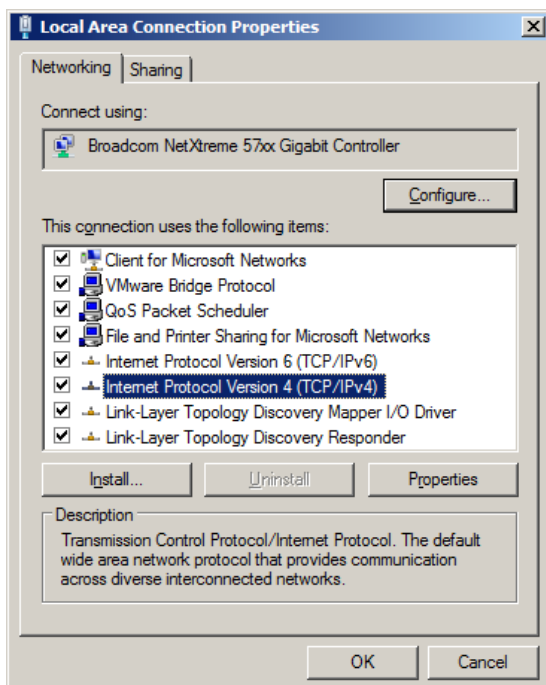 Local Area Connection Properties
Networking
Sharing
Connect using:
Broadcom NetXtreme 57xx Gigabit Controller
Configure...
This connection uses the following items:
Client for Microsoft Networks
VMware Bridge Protocol
QoS Packet Scheduler
File and Printer Sharing for Microsoft Networks
Internet Protocol Version 6 (TCP/IPv6)
Internet Protocol Version 4 (TCP/IPv4)
Link-Layer Topology Discovery Mapper I/O Driver
Link-Layer Topology Discovery Responder
Install...
Uninstall
Properties
Description
Transmission Control Protocol/Internet Protocol. The default
wide area network protocol that provides communication
across diverse interconnected networks.
OK
Cancel